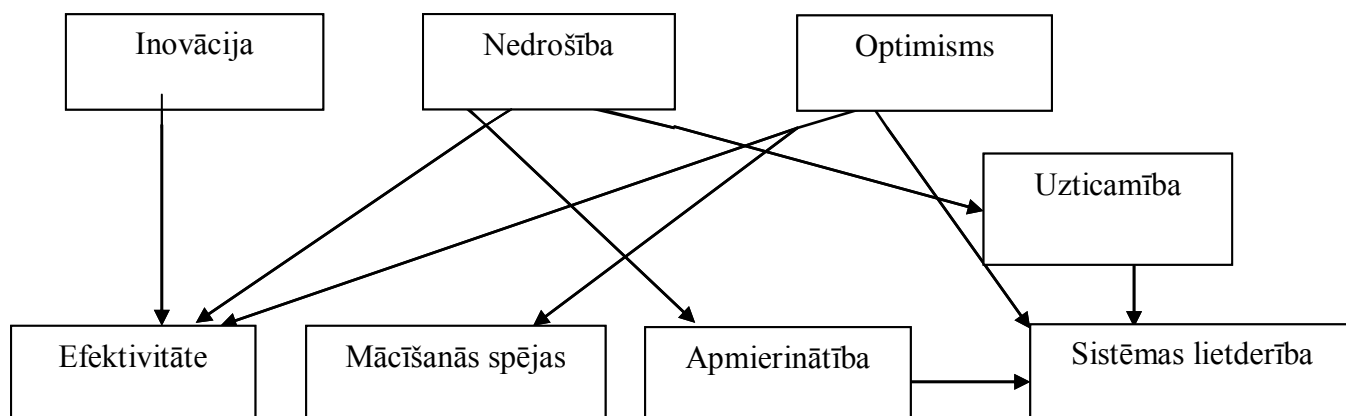 Inovācija
Nedrošība
Optimisms
Uzticamība
Efektivitāte
Mācīšanās spējas
Apmierinātība
Sistēmas lietderība